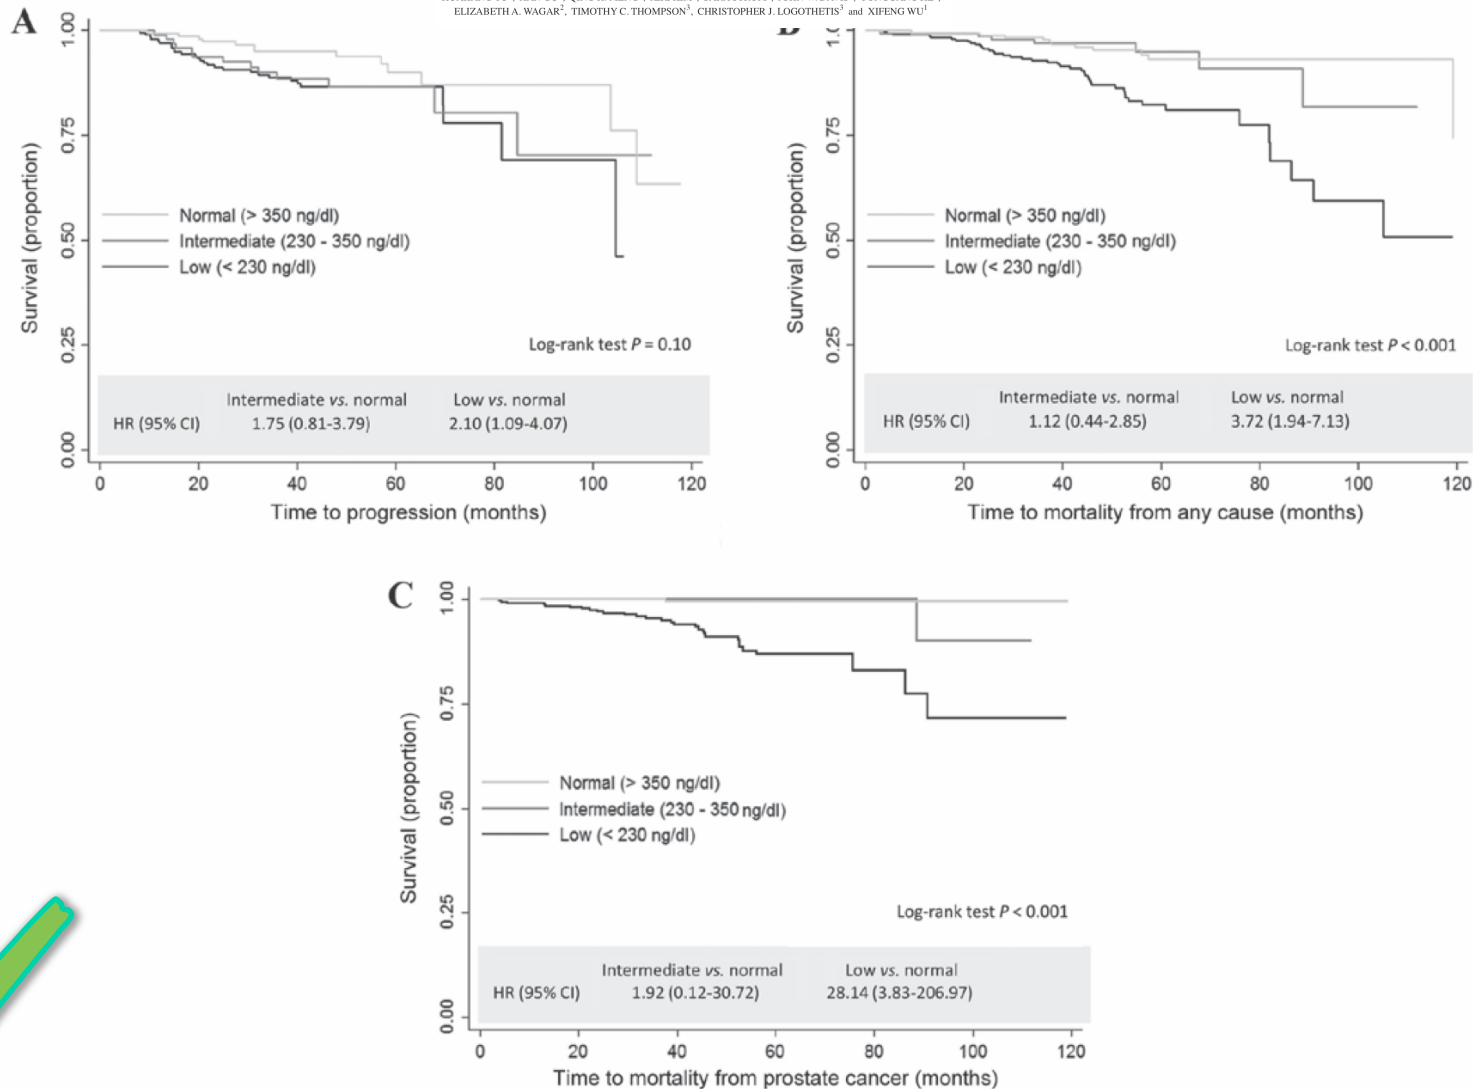 ELIZABETH A. WAGAR2, TIMOTHY C. THOMPSON3, CHRISTOPHER J. LOGOTHETIS3 and XIFENG WU1
A
Survival (proportion)
1.00
0.75
0.50
0.25
0.00
Normal (> 350 ng/dl)
Intermediate (230 - 350 ng/dl)
Low (< 230 ng/dl)
Log-rank test P = 0.10
Intermediate vs. normal Low vs. normal
HR (95% CI) 1.75 (0.81-3.79) 2.10 (1.09-4.07)
0 20 40 60 80 100 120
Time to progression (months)
Survival (proportion)
0.75
0.50
0.25
0.00
Normal (> 350 ng/dl)
Intermediate (230 - 350 ng/dl)
Low (< 230 ng/dl)
Log-rank test P < 0.001
Intermediate vs. normal Low vs. normal
HR (95% CI) 1.12 (0.44-2.85) 3.72 (1.94-7.13)
0 20 40 60 80 100 120
Time to mortality from any cause (months)
C
Survival (proportion)
1.00
0.75
0.50
0.25
0.00
Normal (> 350 ng/dl)
Intermediate (230 - 350 ng/dl)
Low (< 230 ng/dl)
Log-rank test P < 0.001
Intermediate vs. normal Low vs. normal
HR (95% CI) 1.92 (0.12-30.72) 28.14 (3.83-206.97)
0 20 40 60 80 100 120
Time to mortality from prostate cancer (months)